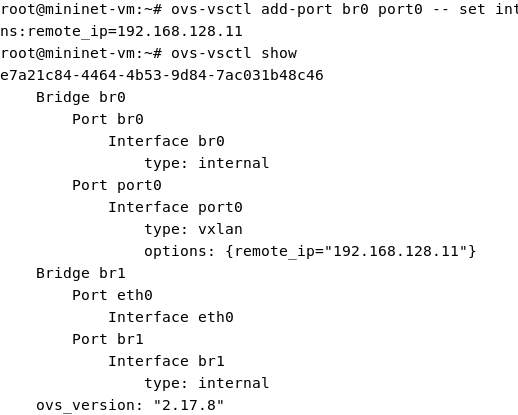 root@mininet-vm:~# ovs-vsctl add-port br0 port0 -- set int
ns:remote_ip=192.168.128.11
root@mininet-vm:~# ovs-vsctl show
e7a21c84-4464-4b53-9d84-7ac031b48c46
    Bridge br0
        Port br0
            Interface br0
                type: internal
        Port port0
            Interface port0
                type: vxlan
                options: {remote_ip="192.168.128.11"}
    Bridge br1
        Port eth0
            Interface eth0
        Port br1
            Interface br1
                type: internal
    ovs_version: "2.17.8"